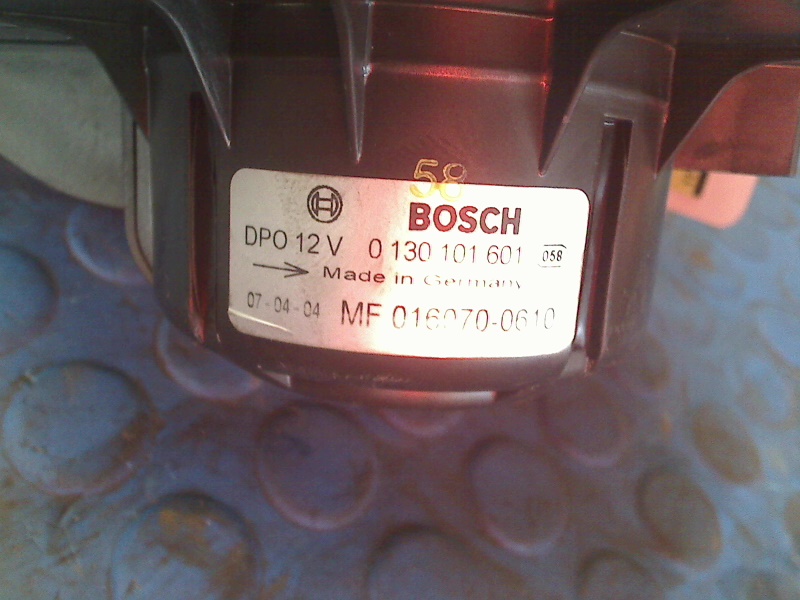 58
BOSCH
DPO 12 V 0 130 101 601 058
Made in Germany
07-04-04 MF 016070-0610